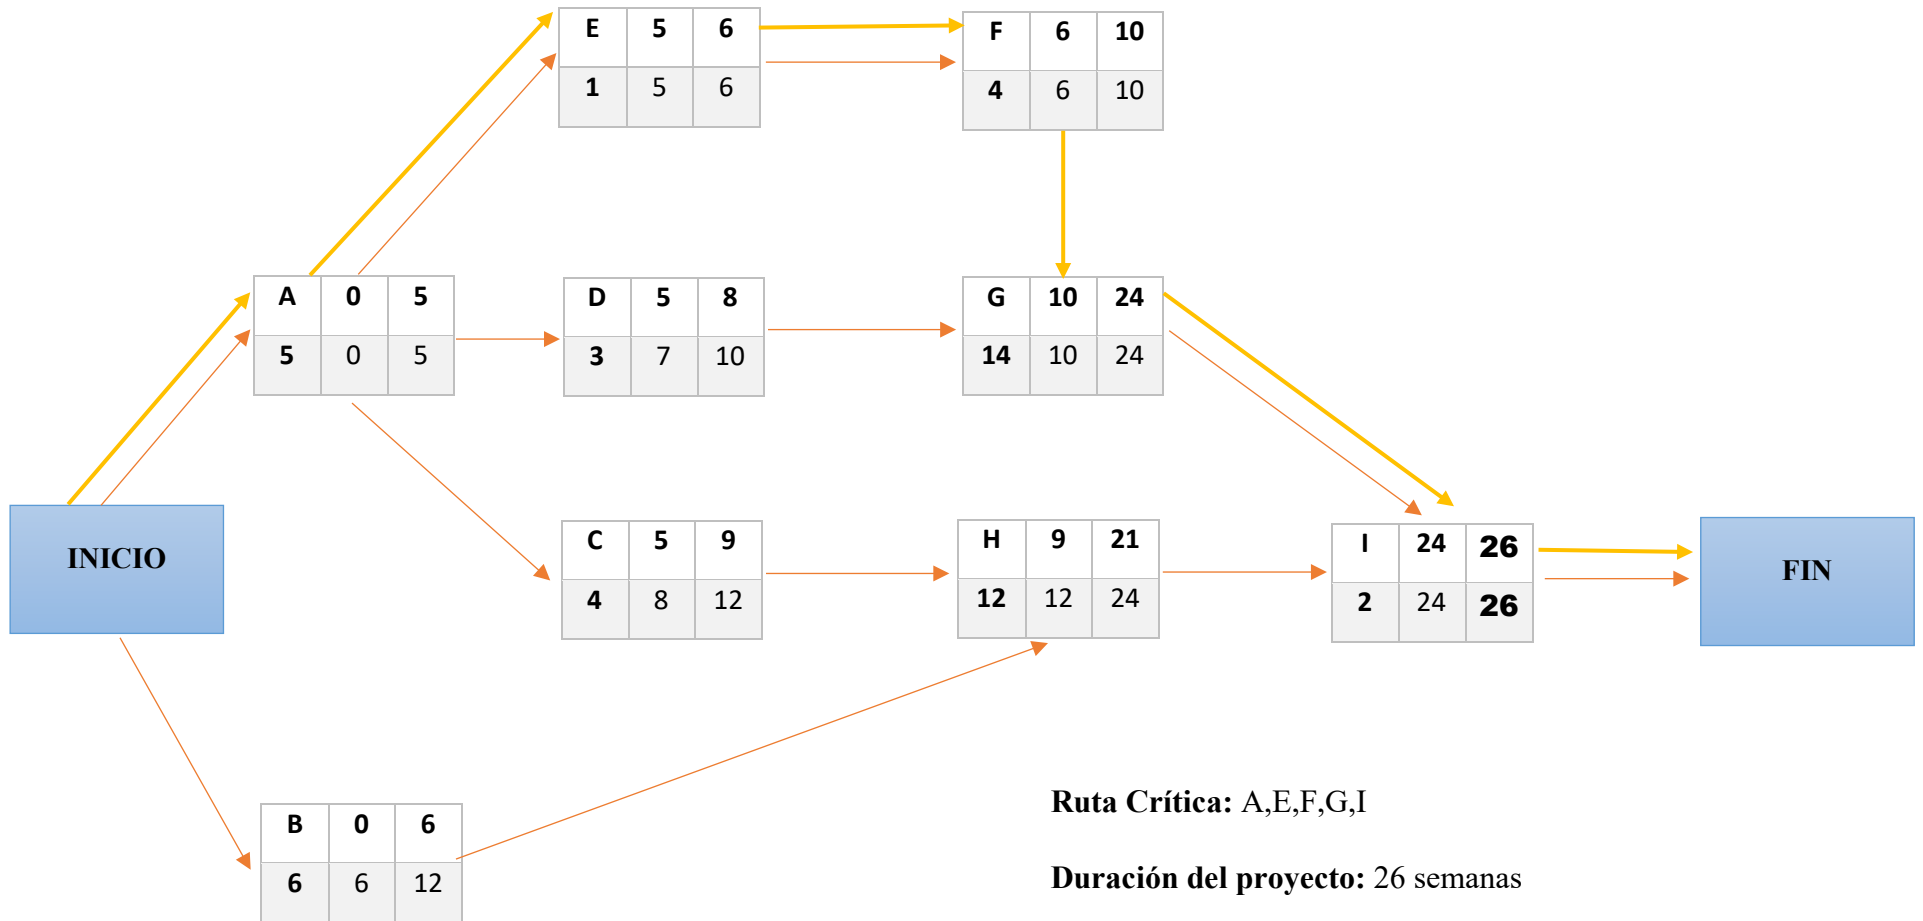 E 5 6
1 5 6
F 6 10
4 6 10
A 0 5
5 0 5
D 5 8
3 7 10
G 10 24
14 10 24
INICIO
C 5 9
4 8 12
H 9 21
12 12 24
I 24 26
2 24 26
FIN
B 0 6
6 6 12
Ruta Crítica: A,E,F,G,I
Duración del proyecto: 26 semanas